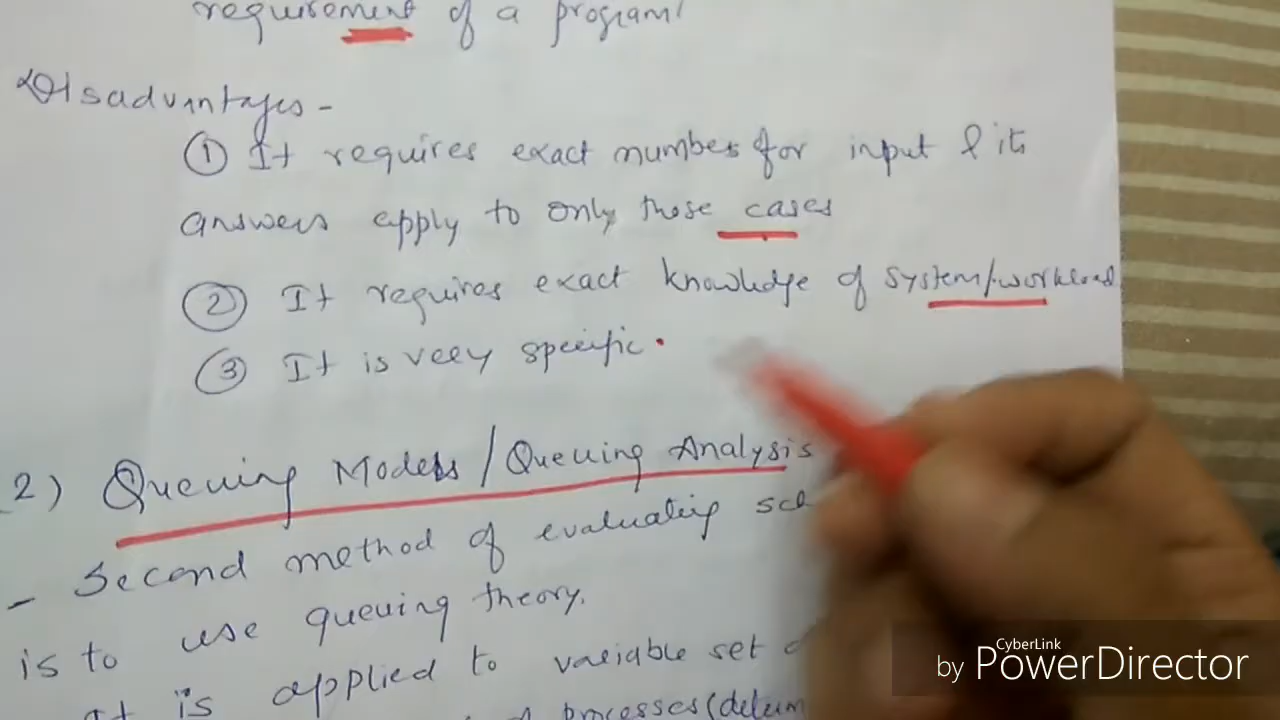 requirement of a program
Disadvantages -
① It requires exact number for input & its
answers apply to only those cases
② It requires exact knowledge of system/workload
③ It is very specific.
2) Queuing Models / Queuing Analysis
- Second method of evaluating
is to use queuing theory.
It is applied to variable set
processes (
CyberLink
by PowerDirector